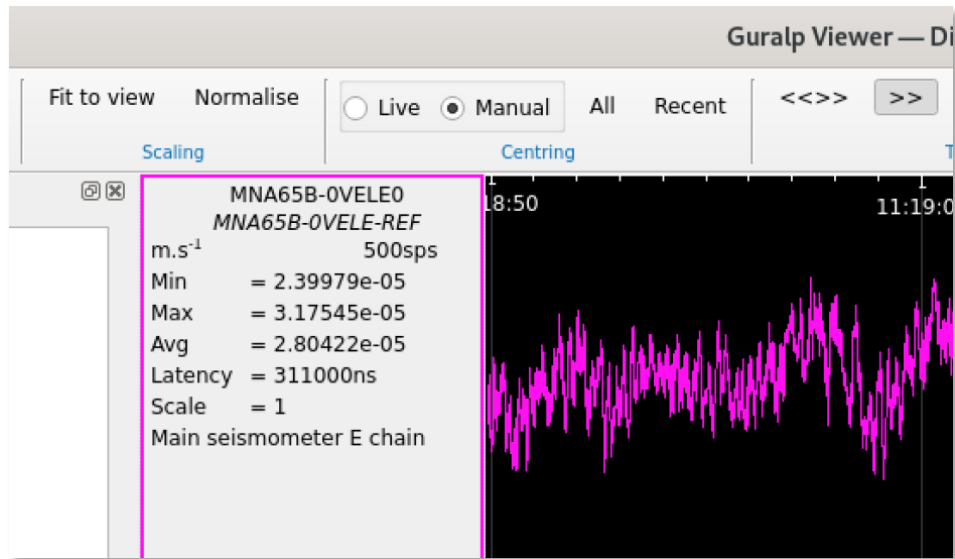 Guralp Viewer — Di
Fit to view Normalise Live Manual All Recent <<>> >>
Scaling Centring T
MNA65B-0VELE0
MNA65B-0VELE-REF
m.s⁻¹ 500sps
Min = 2.39979e-05
Max = 3.17545e-05
Avg = 2.80422e-05
Latency = 311000ns
Scale = 1
Main seismometer E chain
18:50 11:19:0